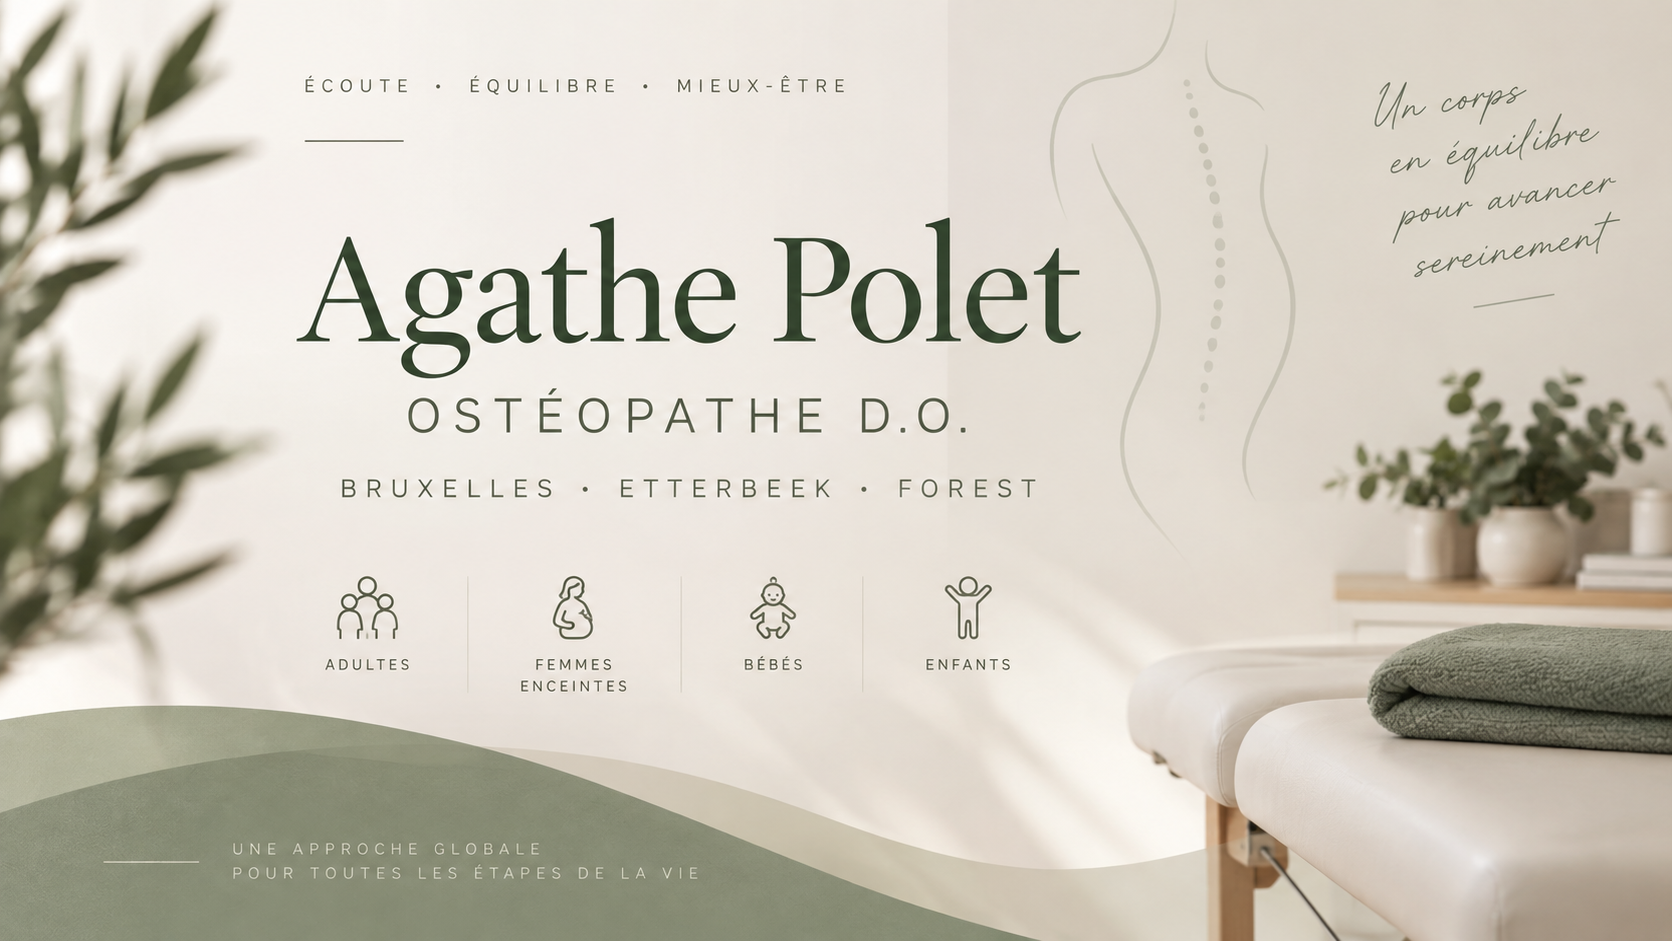 ÉCOUTE • ÉQUILIBRE • MIEUX-ÊTRE
Un corps
en équilibre
pour avancer
sereinement
Agathe Polet
OSTÉOPATHE D.O.
BRUXELLES • ETTERBEEK • FOREST
ADULTES
FEMMES
ENCEINTES
BÉBÉS
ENFANTS
UNE APPROCHE GLOBALE
POUR TOUTES LES ÉTAPES DE LA VIE